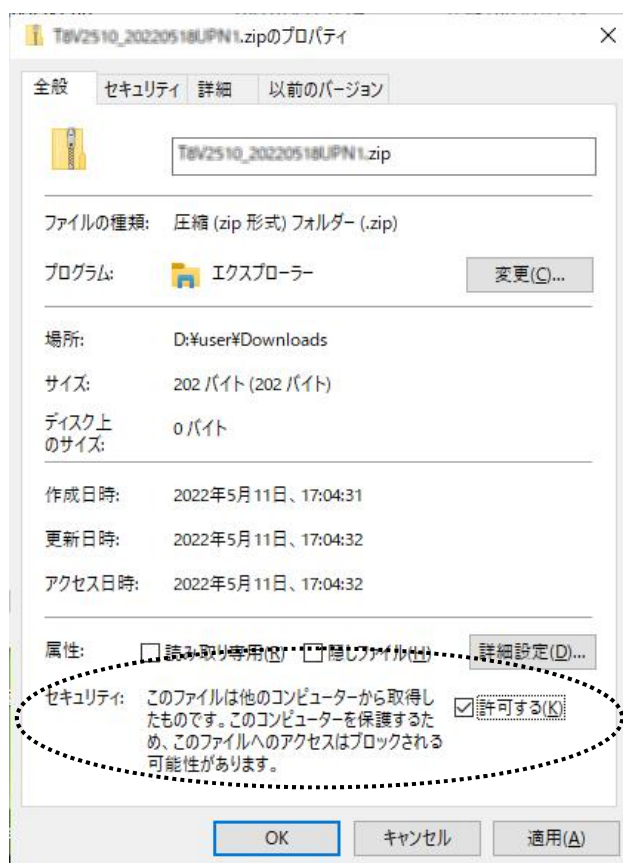 T8V2510_20220518UPN1.zipのプロパティ
全般 セキュリティ 詳細 以前のバージョン
T8V2510_20220518UPN1.zip
ファイルの種類: 圧縮 (zip 形式) フォルダー (.zip)
プログラム: エクスプローラー 変更(C)...
場所: D:¥user¥Downloads
サイズ: 202 バイト (202 バイト)
ディスク上
のサイズ: 0 バイト
作成日時: 2022年5月11日、17:04:31
更新日時: 2022年5月11日、17:04:32
アクセス日時: 2022年5月11日、17:04:32
属性: 読み取り専用(R) 隠しファイル(H) 詳細設定(D)...
セキュリティ: このファイルは他のコンピューターから取得し
たものです。このコンピューターを保護するた
め、このファイルへのアクセスはブロックされる
可能性があります。
許可する(K)
OK キャンセル 適用(A)